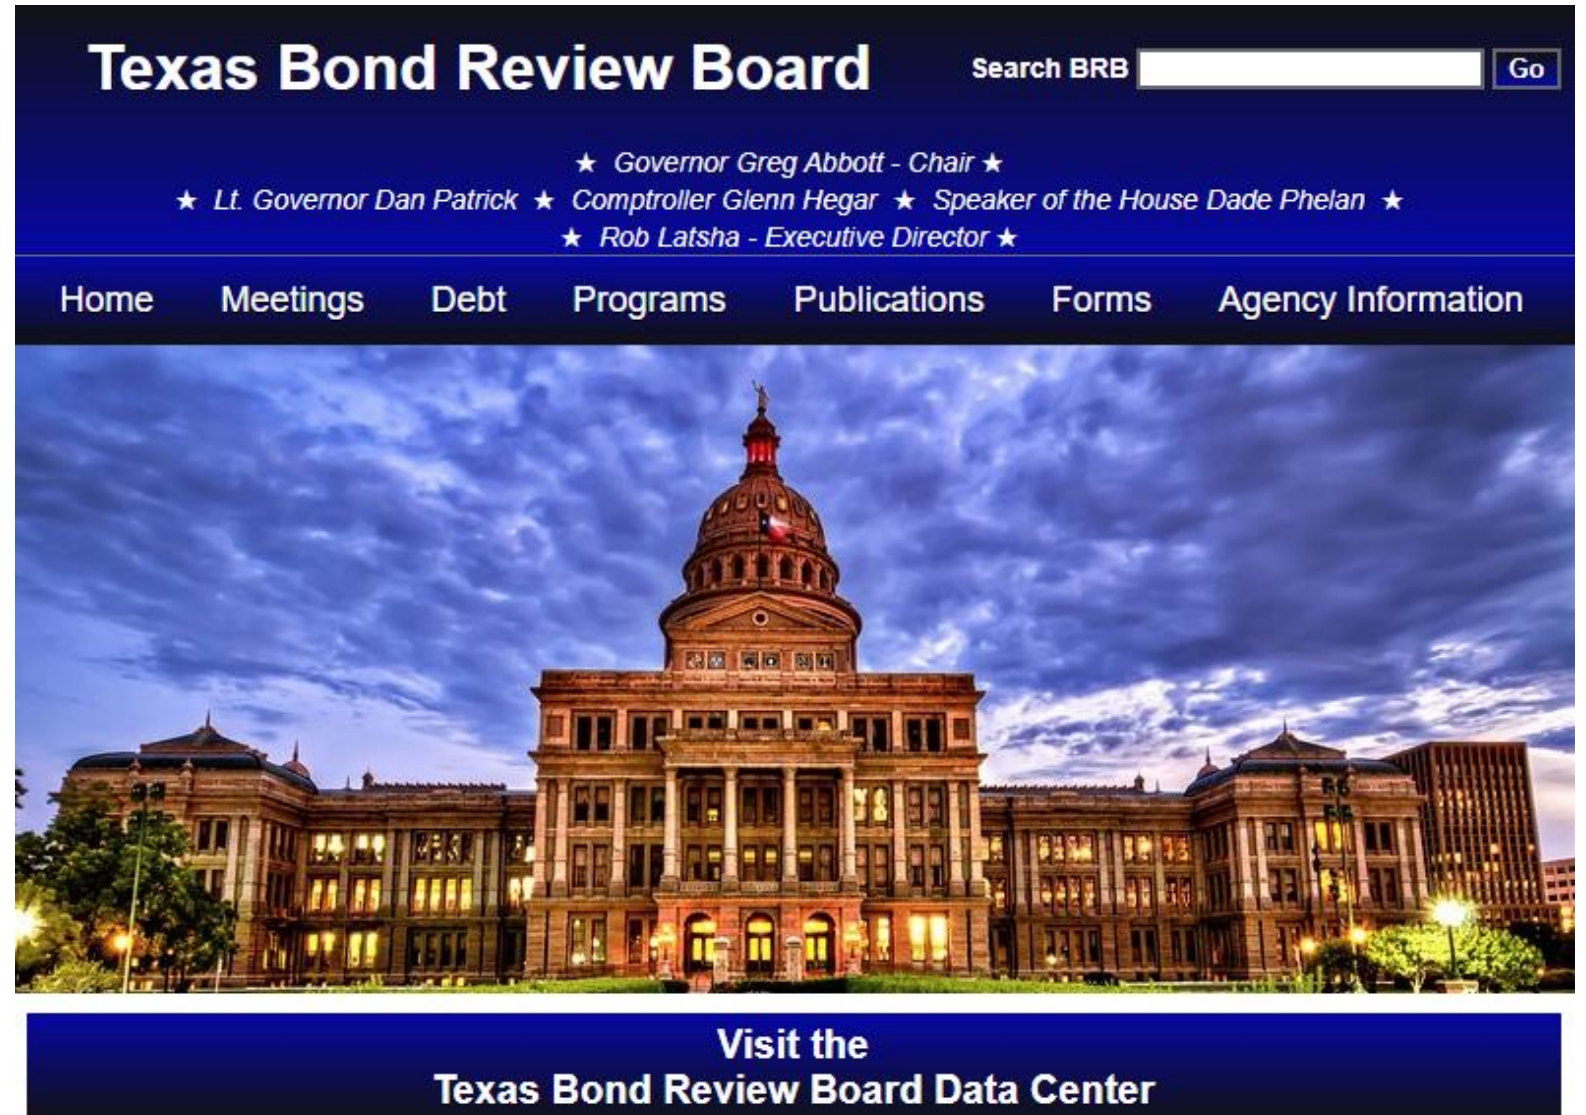 Texas Bond Review Board
Search BRB Go
★ Governor Greg Abbott - Chair ★
★ Lt. Governor Dan Patrick ★ Comptroller Glenn Hegar ★ Speaker of the House Dade Phelan ★
★ Rob Latsha - Executive Director ★
Home Meetings Debt Programs Publications Forms Agency Information
Visit the
Texas Bond Review Board Data Center